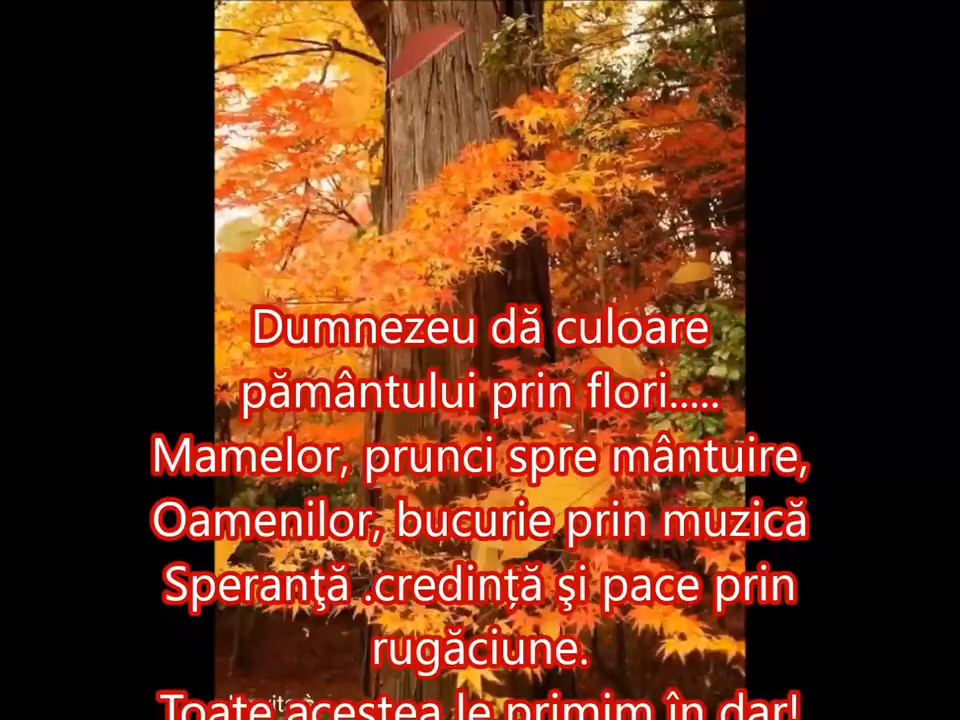 Dumnezeu dă culoare
pământului prin flori.....
Mamelor, prunci spre mântuire,
Oamenilor, bucurie prin muzică
Speranţă .credință şi pace prin
rugăciune.
Toate acestea le primim în dar!